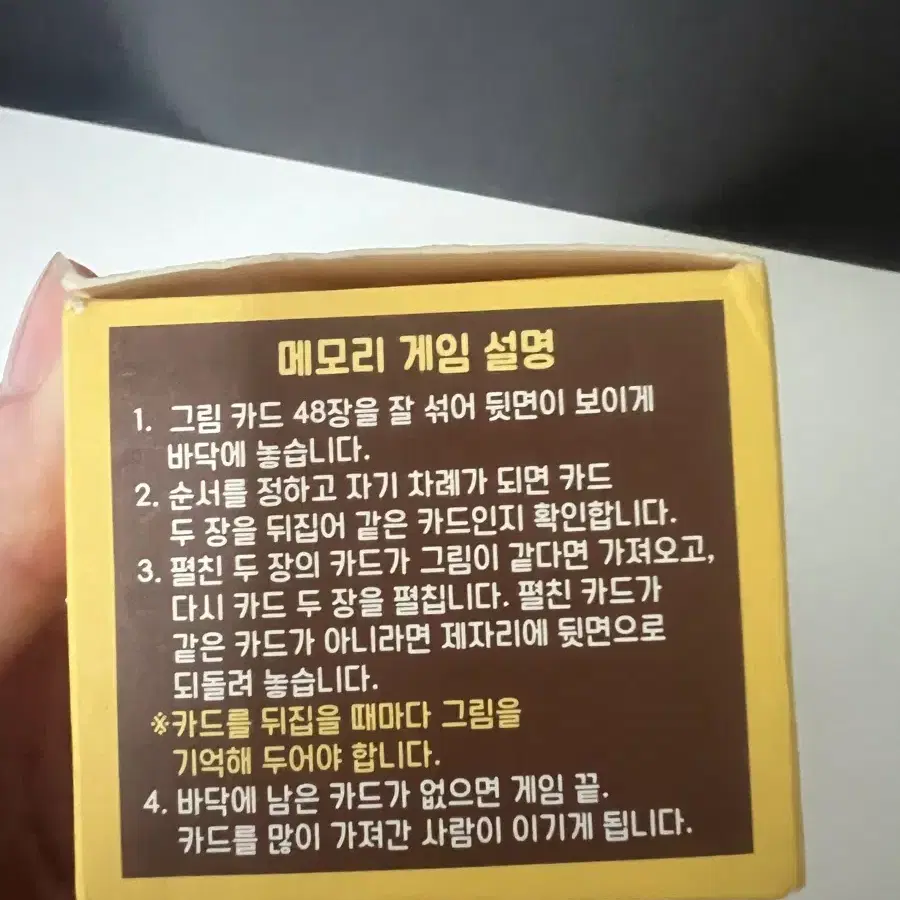 메모리 게임 설명
1. 그림 카드 48장을 잘 섞어 뒷면이 보이게
바닥에 놓습니다.
2. 순서를 정하고 자기 차례가 되면 카드
두 장을 뒤집어 같은 카드인지 확인합니다.
3. 펼친 두 장의 카드가 그림이 같다면 가져오고,
다시 카드 두 장을 펼칩니다. 펼친 카드가
같은 카드가 아니라면 제자리에 뒷면으로
되돌려 놓습니다.
※카드를 뒤집을 때마다 그림을
기억해 두어야 합니다.
4. 바닥에 남은 카드가 없으면 게임 끝.
카드를 많이 가져간 사람이 이기게 됩니다.